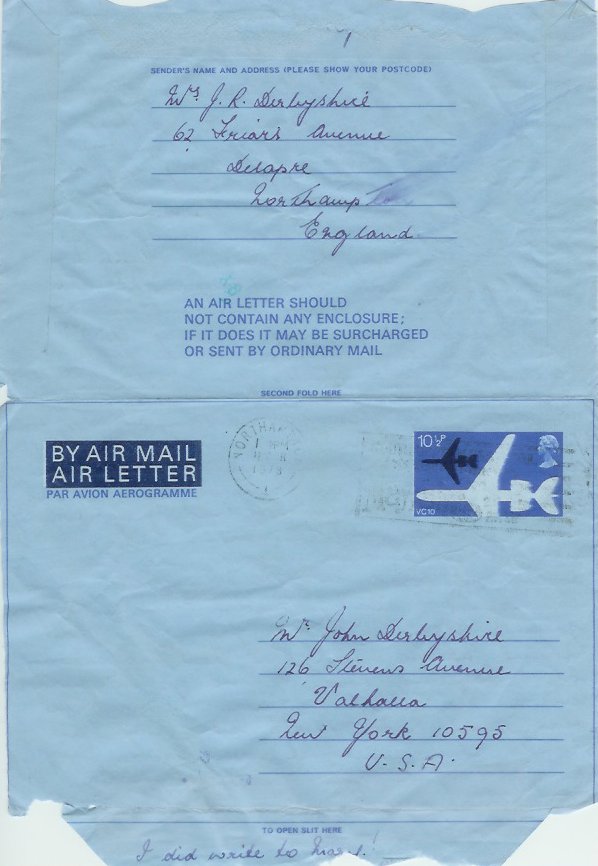 SENDER'S NAME AND ADDRESS (PLEASE SHOW YOUR POSTCODE)
Mrs J. R. Derbyshire
62 Friars Avenue
Delapre
Northampton
England
AN AIR LETTER SHOULD
NOT CONTAIN ANY ENCLOSURE;
IF IT DOES IT MAY BE SURCHARGED
OR SENT BY ORDINARY MAIL
SECOND FOLD HERE
BY AIR MAIL
AIR LETTER
PAR AVION AEROGRAMME
10½P
VC10
Mr John Derbyshire
126 Stevens Avenue
Valhalla
New York 10595
U.S.A.
TO OPEN SLIT HERE
I did write to